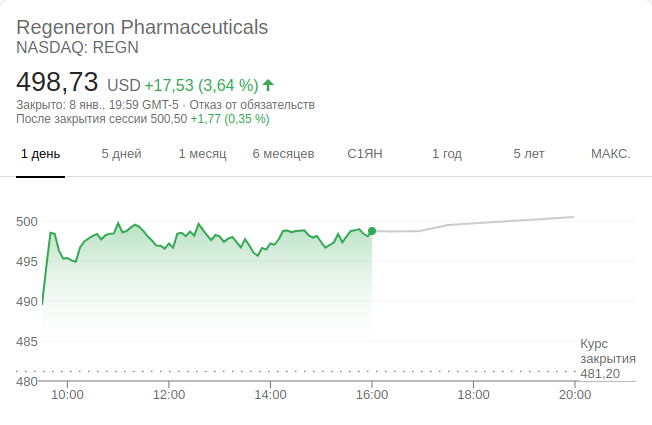 Regeneron Pharmaceuticals
NASDAQ: REGN
498,73 USD +17,53 (3,64 %)
Закрыто: 8 янв., 19:59 GMT-5 · Отказ от обязательств
После закрытия сессии 500,50 +1,77 (0,35 %)
1 день 5 дней 1 месяц 6 месяцев С1ЯН 1 год 5 лет МАКС.
500
495
490
485
Курс
закрытия
481,20
480
10:00 12:00 14:00 16:00 18:00 20:00